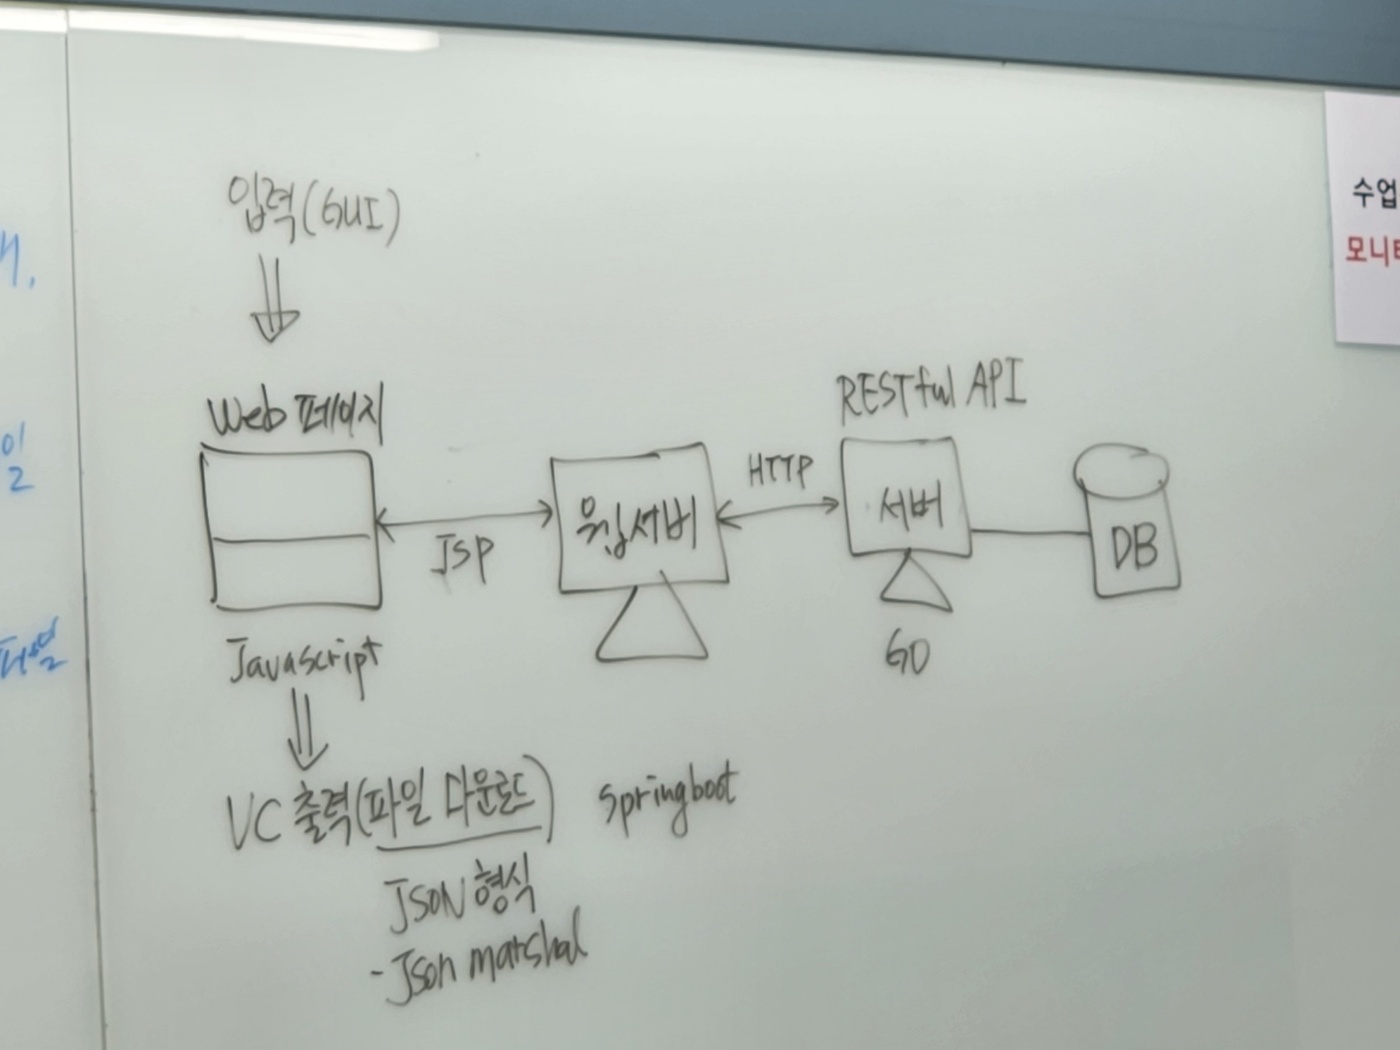 입력(GUI)
Web 페이지
JSP
웹서버
HTTP
RESTful API
서버
DB
Javascript
GO
VC 출력(파일 다운로드)
springboot
JSON 형식
- Json marshal
수업
모니터
일